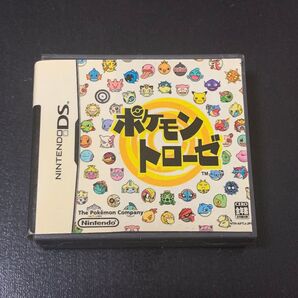 NINTENDO DS
ポケモン
トローゼ
TM
The Pokémon Company
Nintendo